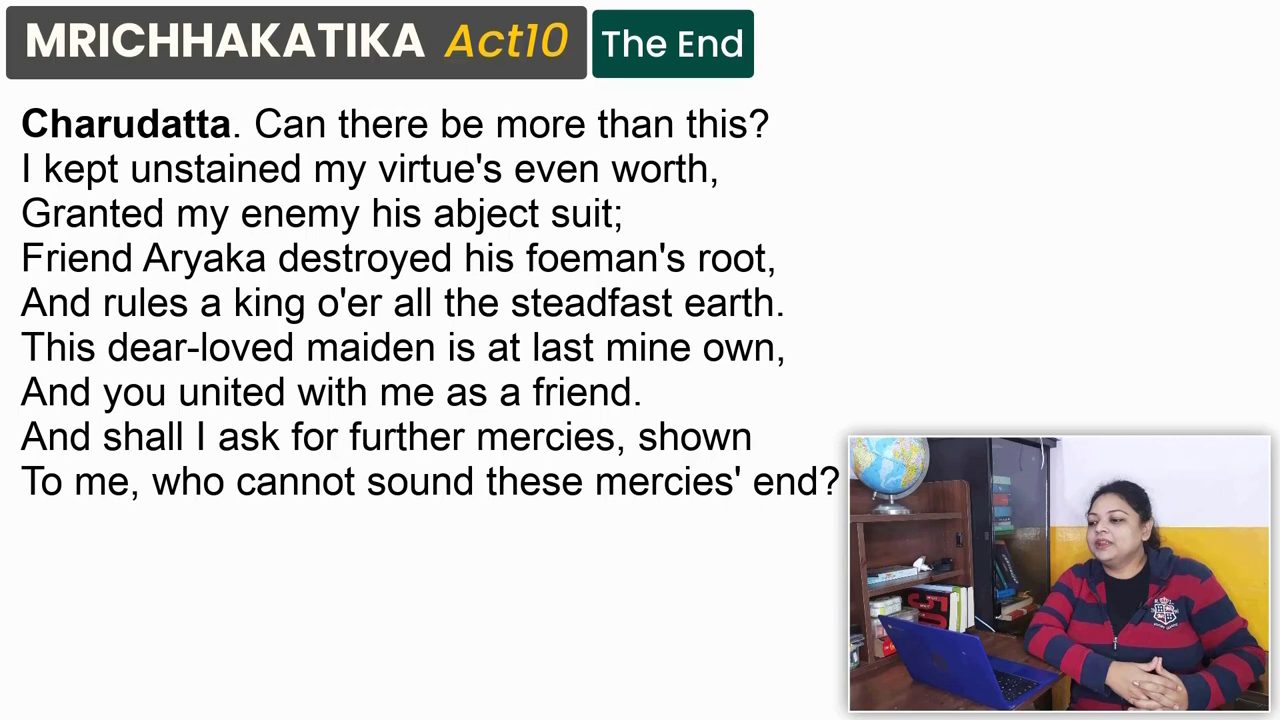 MRICHHAKATIKA Act10 The End
Charudatta. Can there be more than this?
I kept unstained my virtue's even worth,
Granted my enemy his abject suit;
Friend Aryaka destroyed his foeman's root,
And rules a king o'er all the steadfast earth.
This dear-loved maiden is at last mine own,
And you united with me as a friend.
And shall I ask for further mercies, shown
To me, who cannot sound these mercies' end?